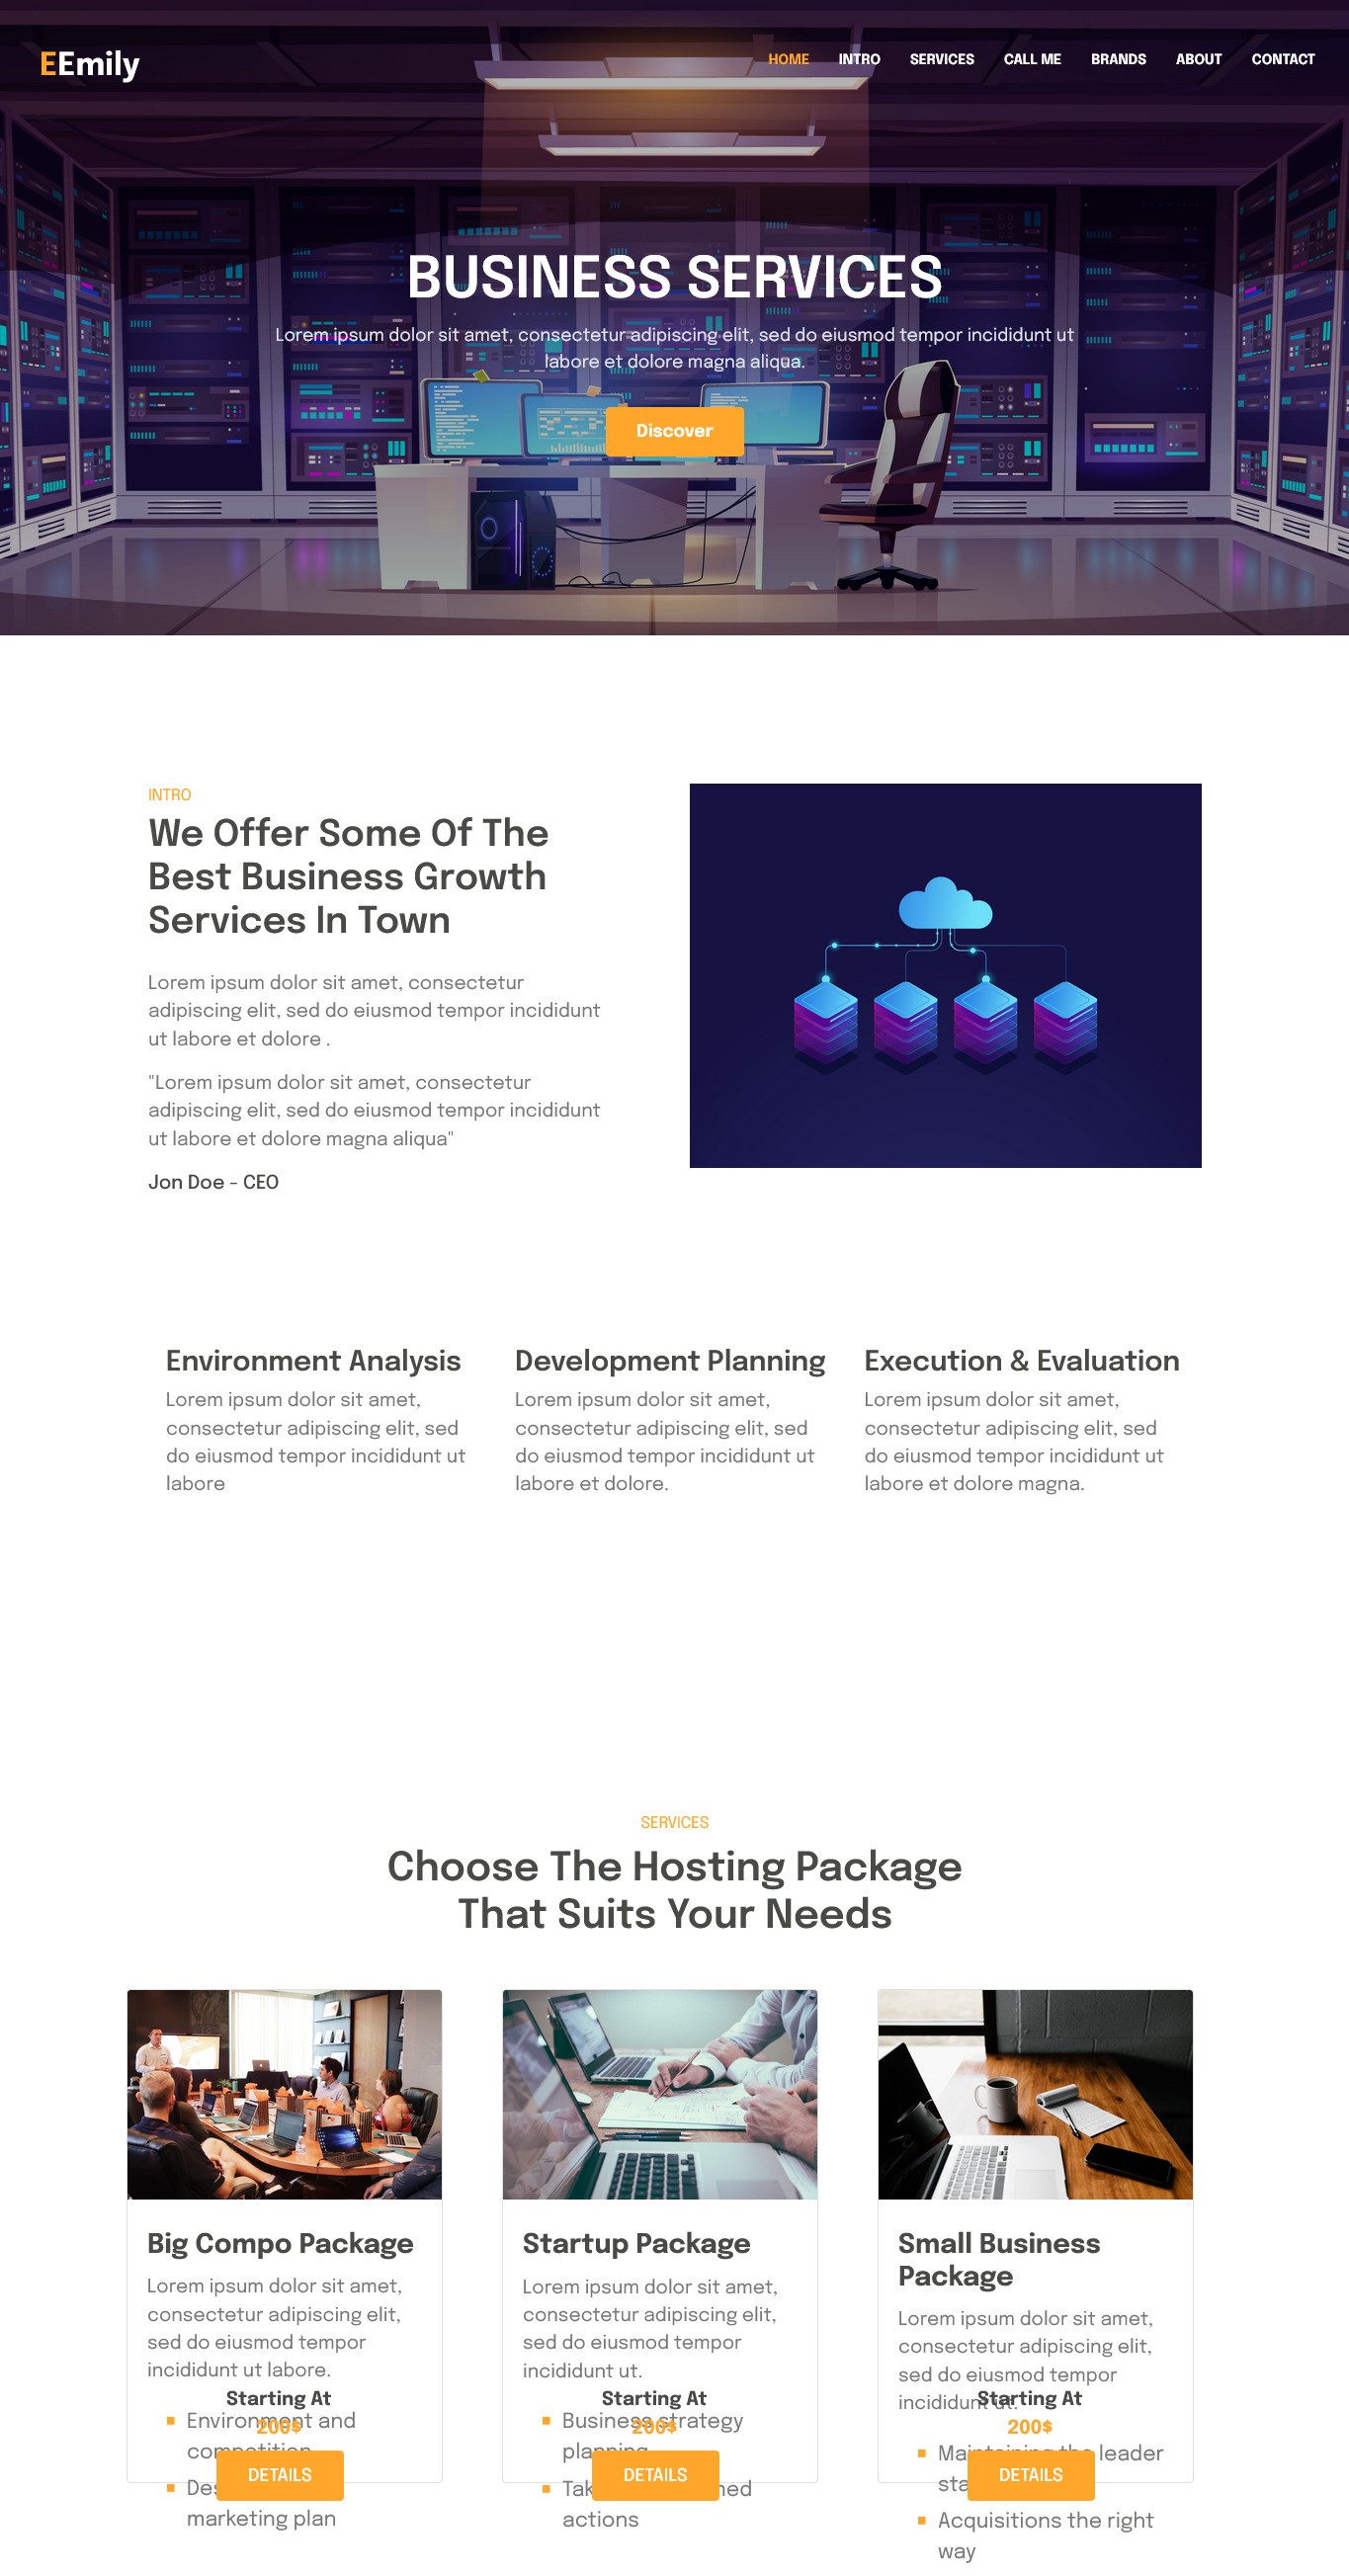 EEmily
HOME INTRO SERVICES CALL ME BRANDS ABOUT CONTACT
BUSINESS SERVICES
Lorem ipsum dolor sit amet, consectetur adipiscing elit, sed do eiusmod tempor incididunt ut
labore et dolore magna aliqua.
Discover
INTRO
We Offer Some Of The
Best Business Growth
Services In Town
Lorem ipsum dolor sit amet, consectetur
adipiscing elit, sed do eiusmod tempor incididunt
ut labore et dolore .
"Lorem ipsum dolor sit amet, consectetur
adipiscing elit, sed do eiusmod tempor incididunt
ut labore et dolore magna aliqua"
Jon Doe - CEO
Environment Analysis
Lorem ipsum dolor sit amet,
consectetur adipiscing elit, sed
do eiusmod tempor incididunt ut
labore
Development Planning
Lorem ipsum dolor sit amet,
consectetur adipiscing elit, sed
do eiusmod tempor incididunt ut
labore et dolore.
Execution & Evaluation
Lorem ipsum dolor sit amet,
consectetur adipiscing elit, sed
do eiusmod tempor incididunt ut
labore et dolore magna.
SERVICES
Choose The Hosting Package
That Suits Your Needs
Big Compo Package
Lorem ipsum dolor sit amet,
consectetur adipiscing elit,
sed do eiusmod tempor
incididunt ut labore.
Starting At
Environment and
200$
competition
DETAILS
marketing plan
Startup Package
Lorem ipsum dolor sit amet,
consectetur adipiscing elit,
sed do eiusmod tempor
incididunt ut.
Starting At
Business strategy
200$
planning
DETAILS
actions
Small Business
Package
Lorem ipsum dolor sit amet,
consectetur adipiscing elit,
sed do eiusmod tempor
incididunt ut.
Starting At
200$
Maintaining the leader
DETAILS
Acquisitions the right
way